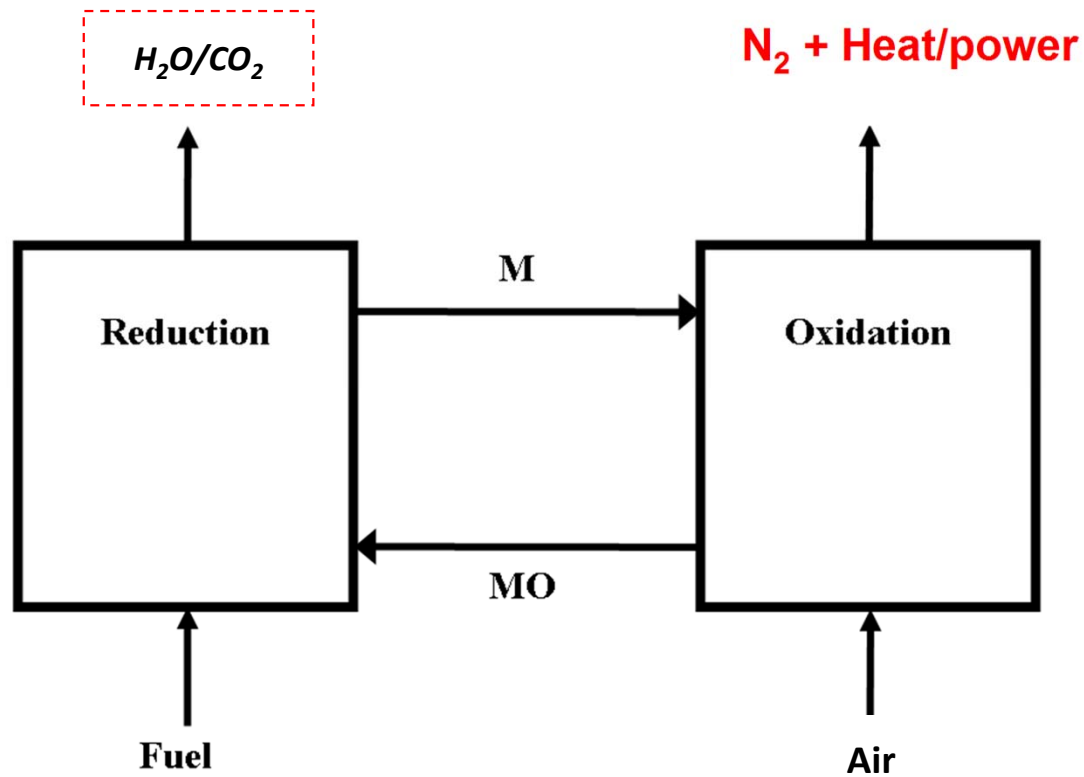 H₂O/CO₂
N₂ + Heat/power
M
Reduction
Oxidation
MO
Fuel
Air